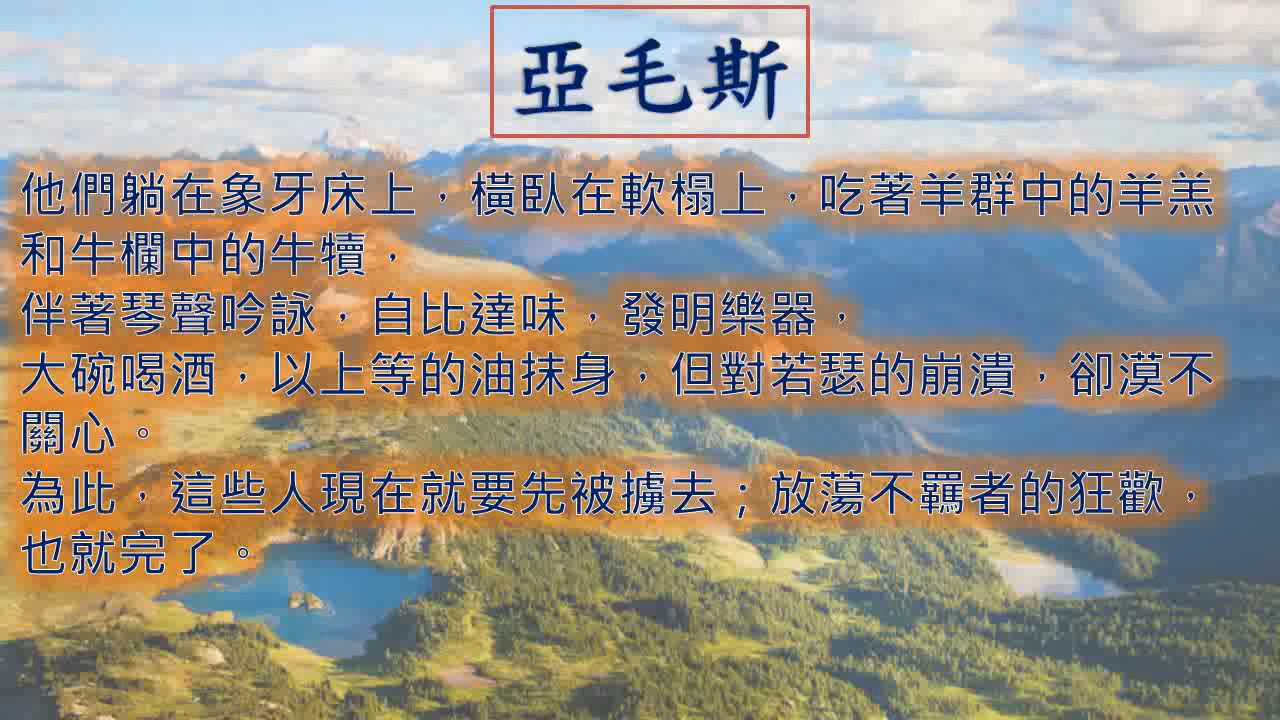 亞毛斯
他們躺在象牙床上，橫臥在軟榻上，吃著羊群中的羊羔
和牛欄中的牛犢，
伴著琴聲吟詠，自比達味，發明樂器，
大碗喝酒，以上等的油抹身，但對若瑟的崩潰，卻漠不
關心。
為此，這些人現在就要先被擄去；放蕩不羈者的狂歡，
也就完了。